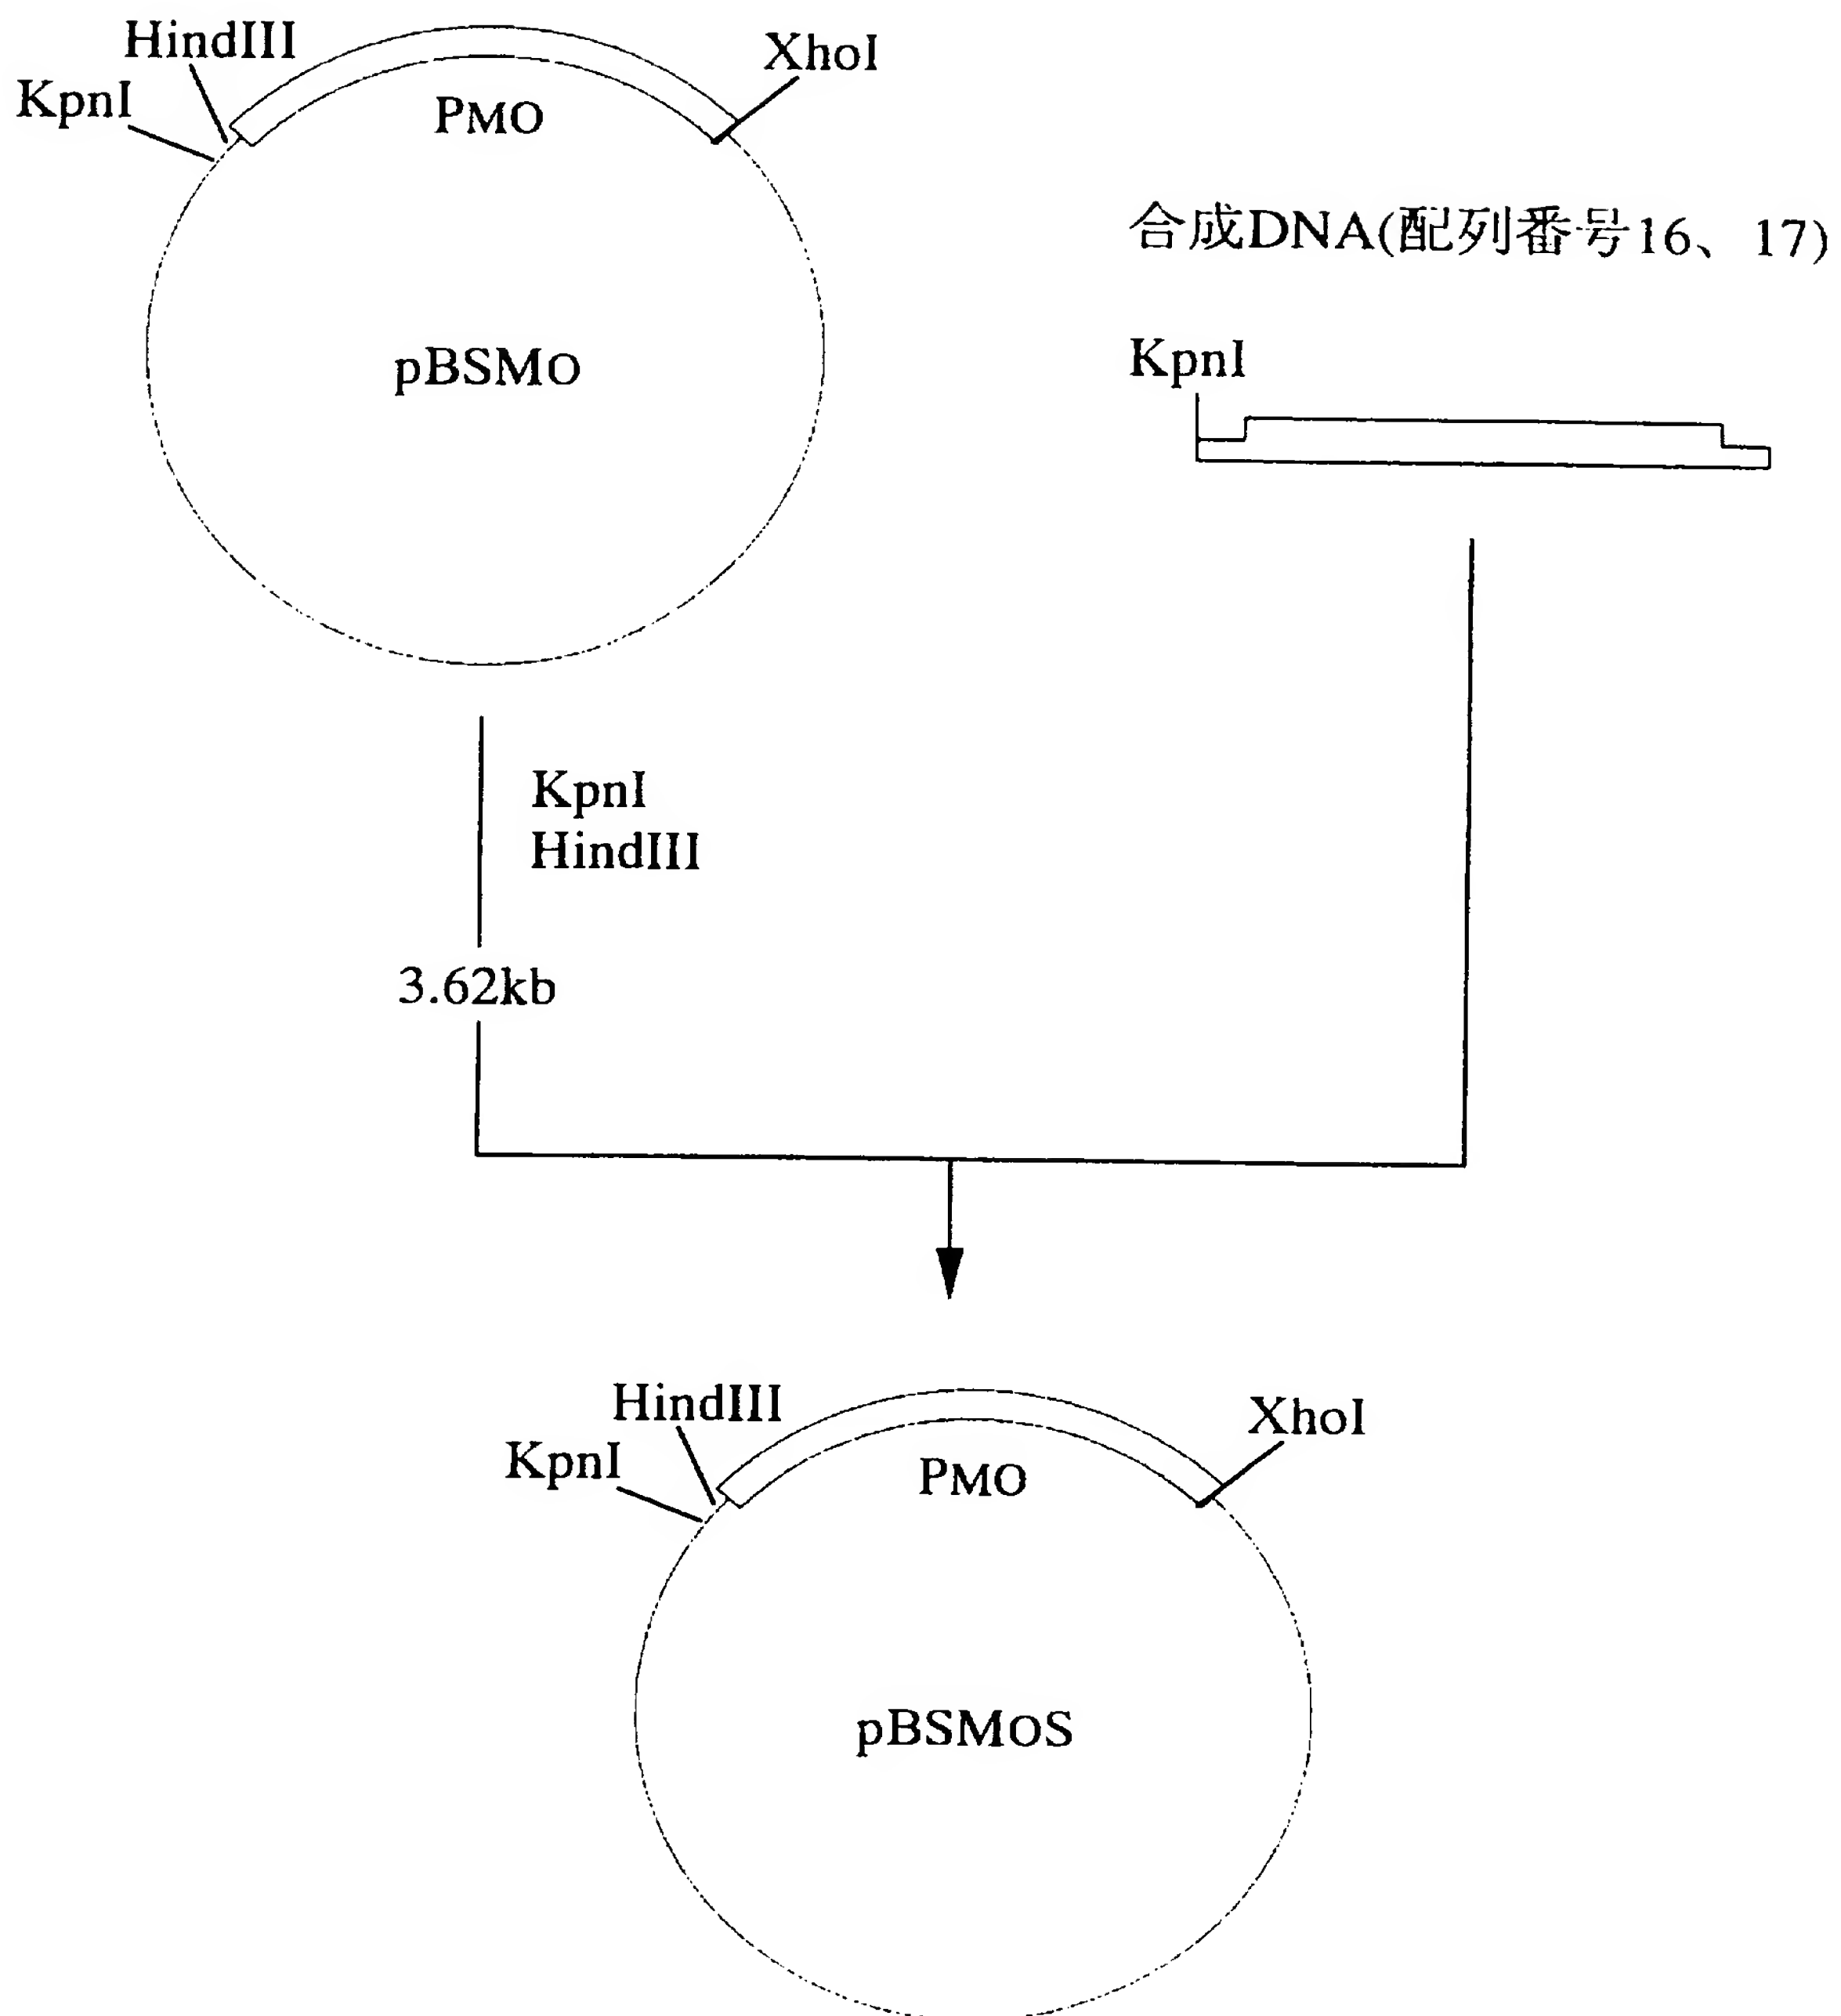 HindIII
XhoI
KpnI
PMO
pBSMO
合成DNA(配列番号16、17)
KpnI
KpnI
HindIII
3.62kb
HindIII
XhoI
KpnI
PMO
pBSMOS